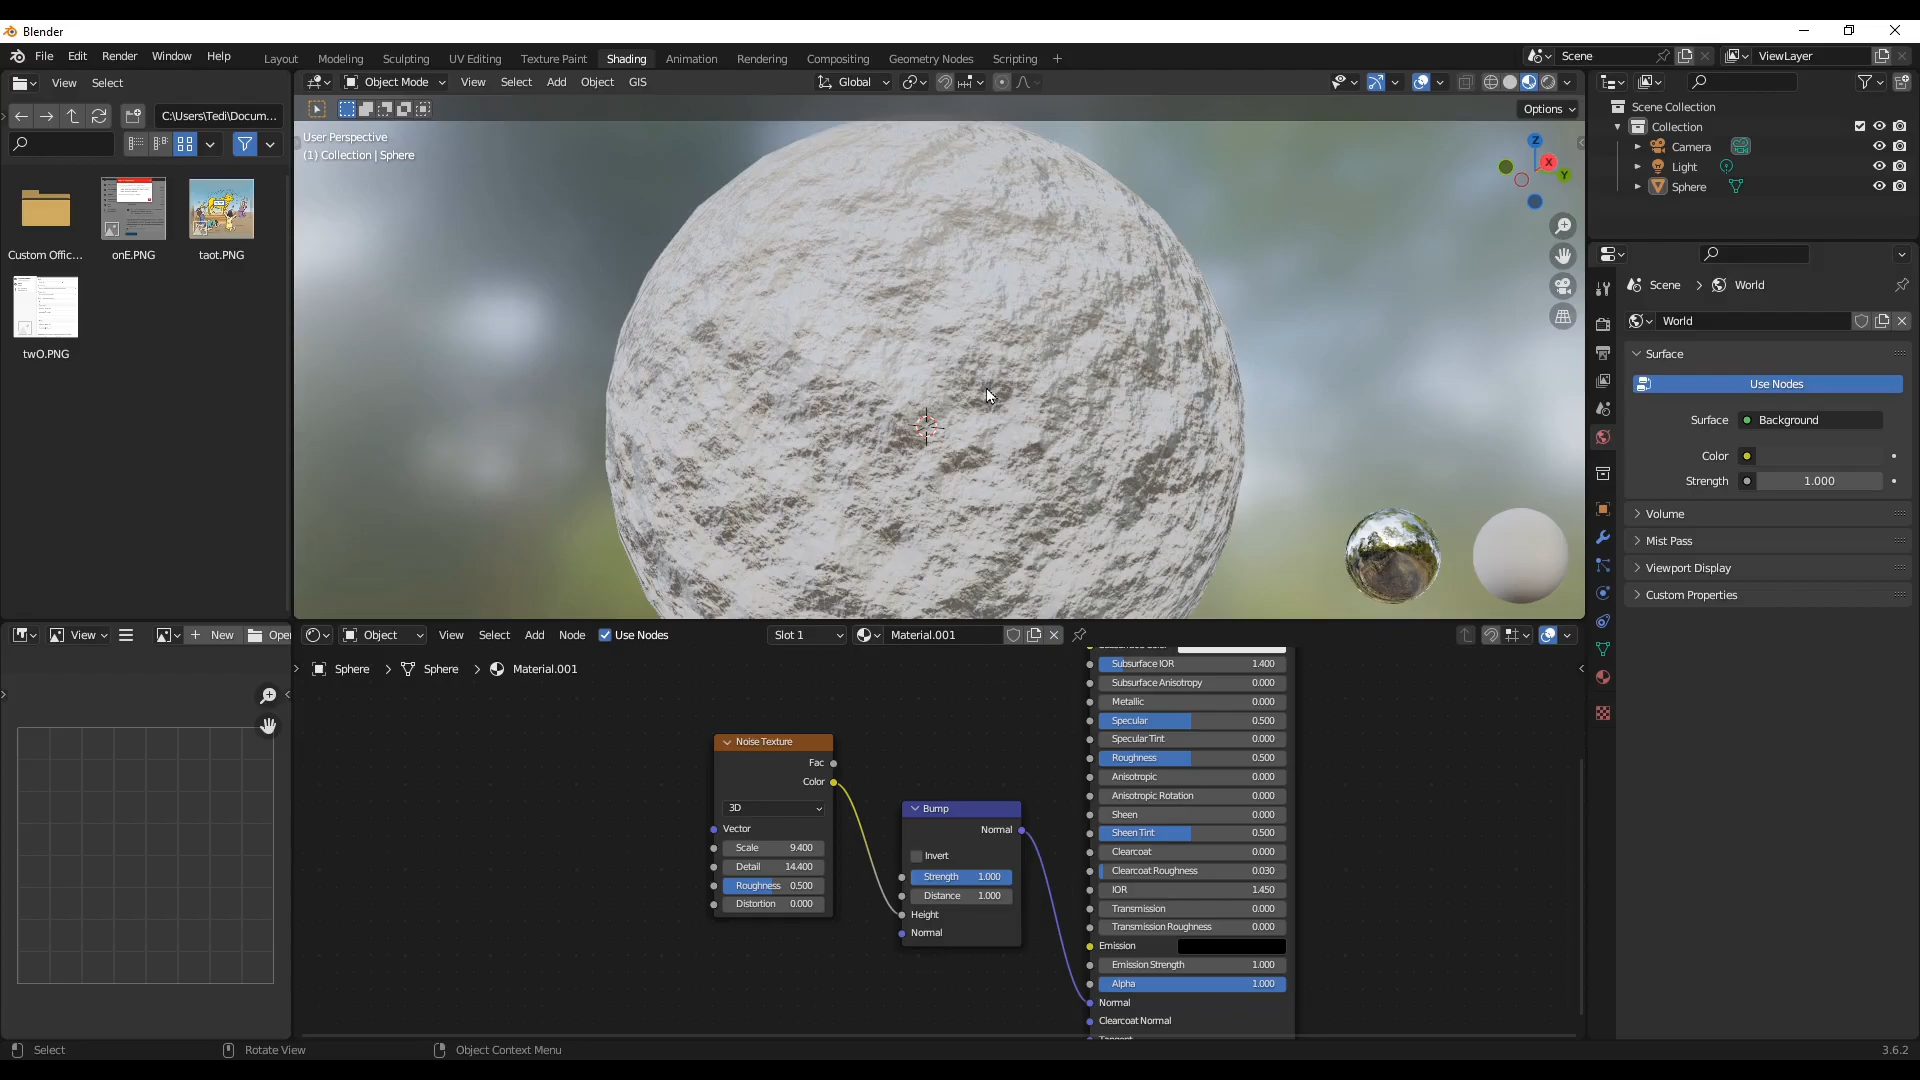 Blender
File Edit Render Window Help
Layout Modeling Sculpting UV Editing Texture Paint Shading Animation Rendering Compositing Geometry Nodes Scripting +
Scene
ViewLayer
View Select
Object Mode View Select Add Object GIS
Global
C:\Users\Tedi\Docum...
Options
Custom Offic...
onE.PNG
taot.PNG
twO.PNG
User Perspective
(1) Collection | Sphere
Z
X
Y
Scene Collection
Collection
Camera
Light
Sphere
Scene > World
World
Surface
Use Nodes
Surface Background
Color
Strength 1.000
Volume
Mist Pass
Viewport Display
Custom Properties
View
+ New
Open
Object View Select Add Node Use Nodes
Slot 1
Material.001
Sphere > Sphere > Material.001
Noise Texture
Fac
Color
3D
Vector
Scale 9.400
Detail 14.400
Roughness 0.500
Distortion 0.000
Bump
Normal
Invert
Strength 1.000
Distance 1.000
Height
Normal
Subsurface IOR 1.400
Subsurface Anisotropy 0.000
Metallic 0.000
Specular 0.500
Specular Tint 0.000
Roughness 0.500
Anisotropic 0.000
Anisotropic Rotation 0.000
Sheen 0.000
Sheen Tint 0.500
Clearcoat 0.000
Clearcoat Roughness 0.030
IOR 1.450
Transmission 0.000
Transmission Roughness 0.000
Emission
Emission Strength 1.000
Alpha 1.000
Normal
Clearcoat Normal
Select
Rotate View
Object Context Menu
3.6.2